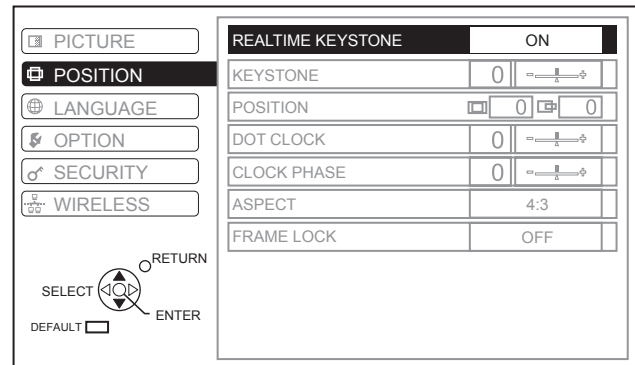 PICTURE
POSITION
LANGUAGE
OPTION
SECURITY
WIRELESS
RETURN
SELECT
ENTER
DEFAULT
REALTIME KEYSTONE ON
KEYSTONE 0
POSITION 0 0
DOT CLOCK 0
CLOCK PHASE 0
ASPECT 4:3
FRAME LOCK OFF